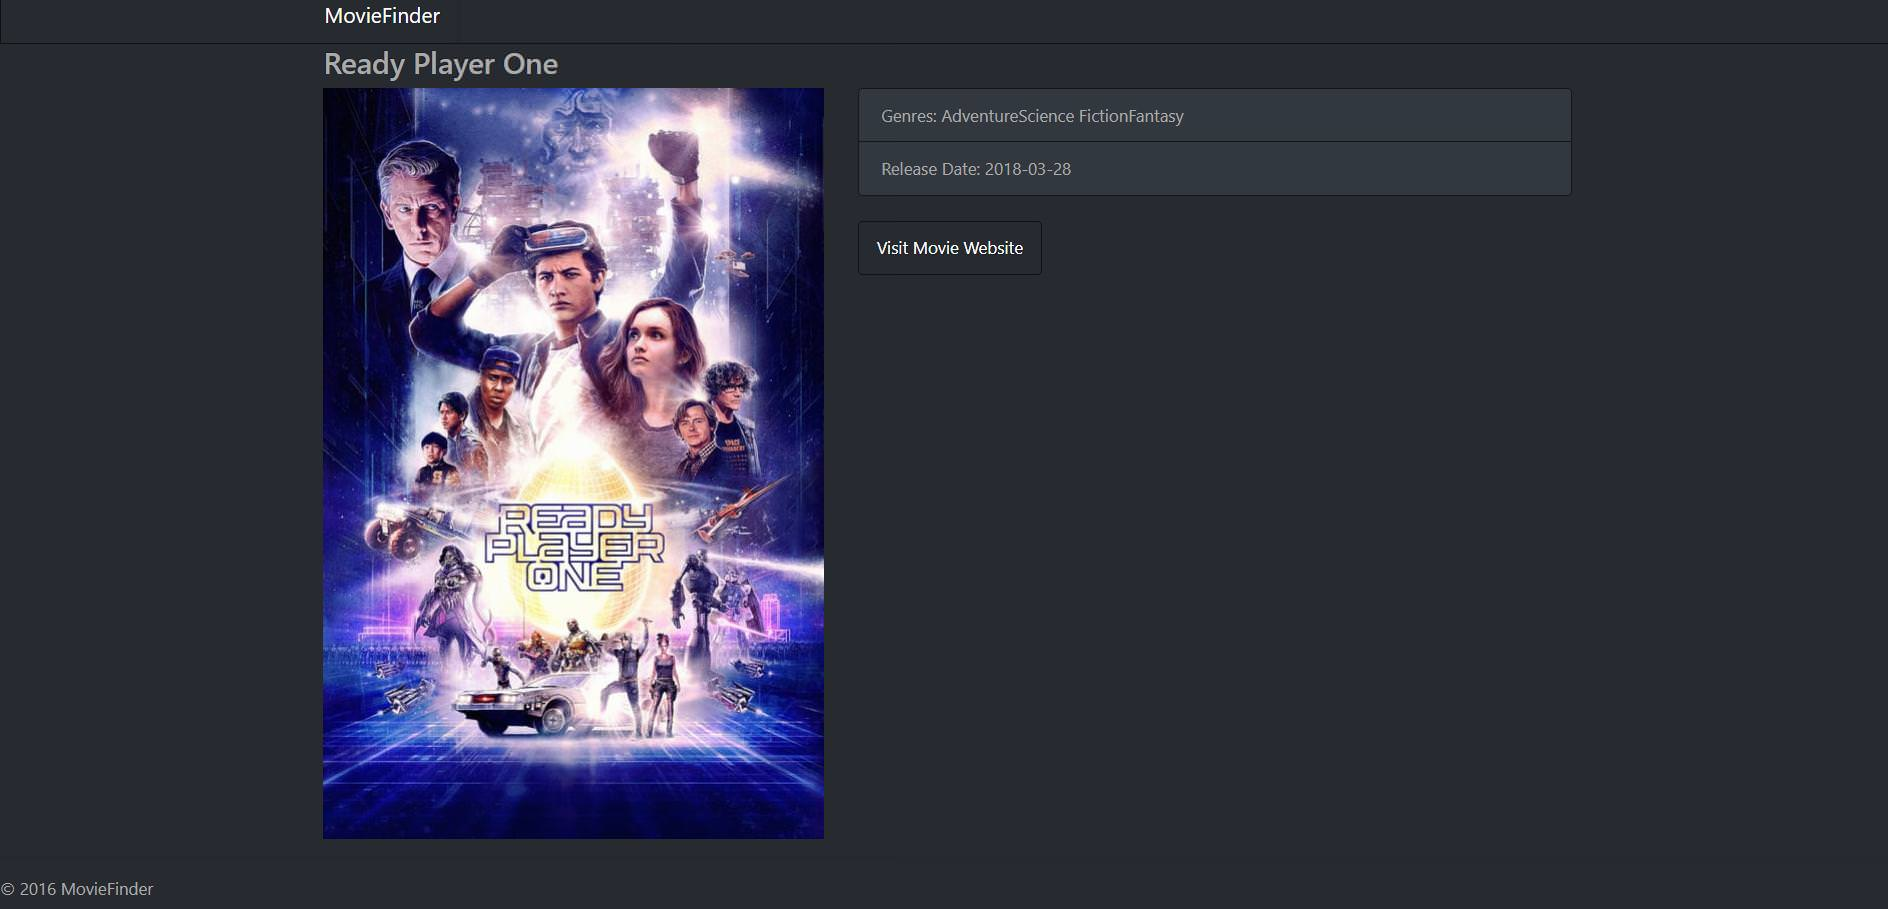 MovieFinder
Ready Player One
Genres: AdventureScience FictionFantasy
Release Date: 2018-03-28
Visit Movie Website
SPACE
READY
PLAYER
ONE
© 2016 MovieFinder